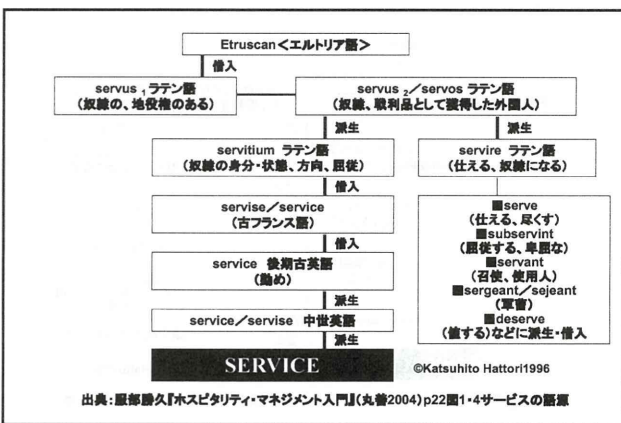 Etruscan<エルトリア語>
借入
servus 1 ラテン語
(奴隷の、地役権のある)
servus 2/servos ラテン語
(奴隷、戦利品として獲得した外国人)
派生
派生
servitium ラテン語
(奴隷の身分・状態、方向、屈従)
servire ラテン語
(仕える、奴隷になる)
借入
servise/service
(古フランス語)
借入
service 後期古英語
(勤め)
派生
service/servise 中世英語
派生
SERVICE
■serve
(仕える、尽くす)
■subservint
(屈従する、卑屈な)
■servant
(召使、使用人)
■sergeant/sejeant
(軍曹)
■deserve
(値する)などに派生・借入
©Katsuhito Hattori1996
出典:服部勝久『ホスピタリティ・マネジメント入門』(丸善2004)p22図1・4サービスの語源